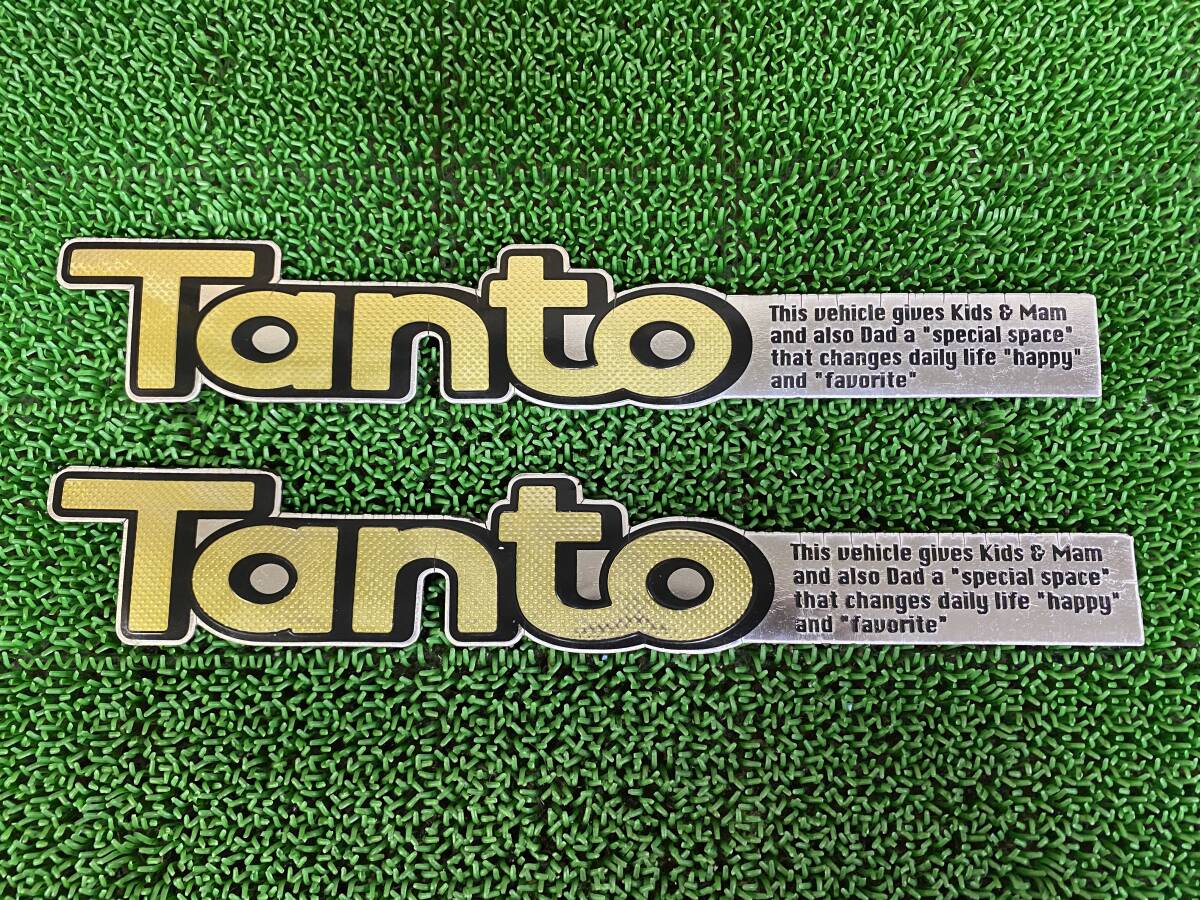 Tanto
This vehicle gives Kids & Mam
and also Dad a "special space"
that changes daily life "happy"
and "favorite"
Tanto
This vehicle gives Kids & Mam
and also Dad a "special space"
that changes daily life "happy"
and "favorite"